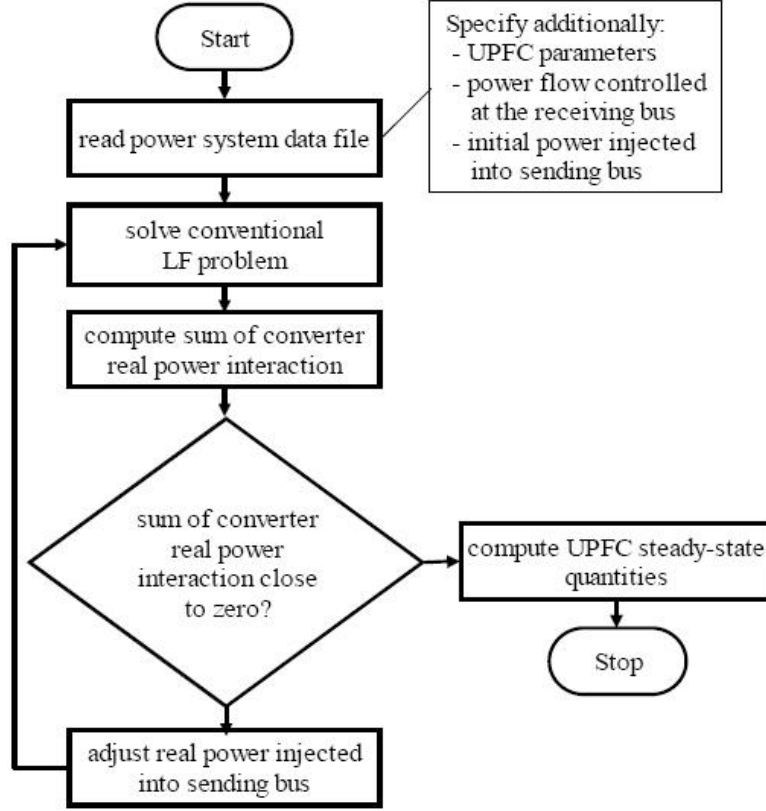 Start
Specify additionally:
- UPFC parameters
- power flow controlled
at the receiving bus
- initial power injected
into sending bus
read power system data file
solve conventional
LF problem
compute sum of converter
real power interaction
sum of converter
real power
interaction close
to zero?
compute UPFC steady-state
quantities
Stop
adjust real power injected
into sending bus